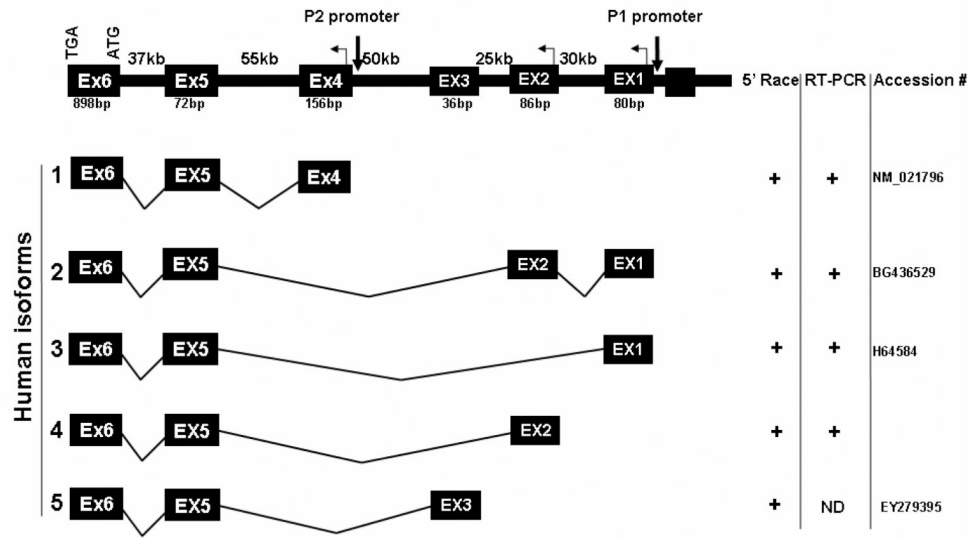 P2 promoter
P1 promoter
TGA
ATG
37kb
55kb
50kb
25kb
30kb
Ex6
Ex5
Ex4
EX3
EX2
EX1
5' Race
RT-PCR
Accession #
898bp
72bp
156bp
36bp
86bp
80bp
Human isoforms
1
Ex6
EX5
Ex4
+
+
NM_021796
2
Ex6
EX5
EX2
EX1
+
+
BG436529
3
Ex6
EX5
EX1
+
+
H64584
4
Ex6
EX5
EX2
+
+
5
Ex6
EX5
EX3
+
ND
EY279395